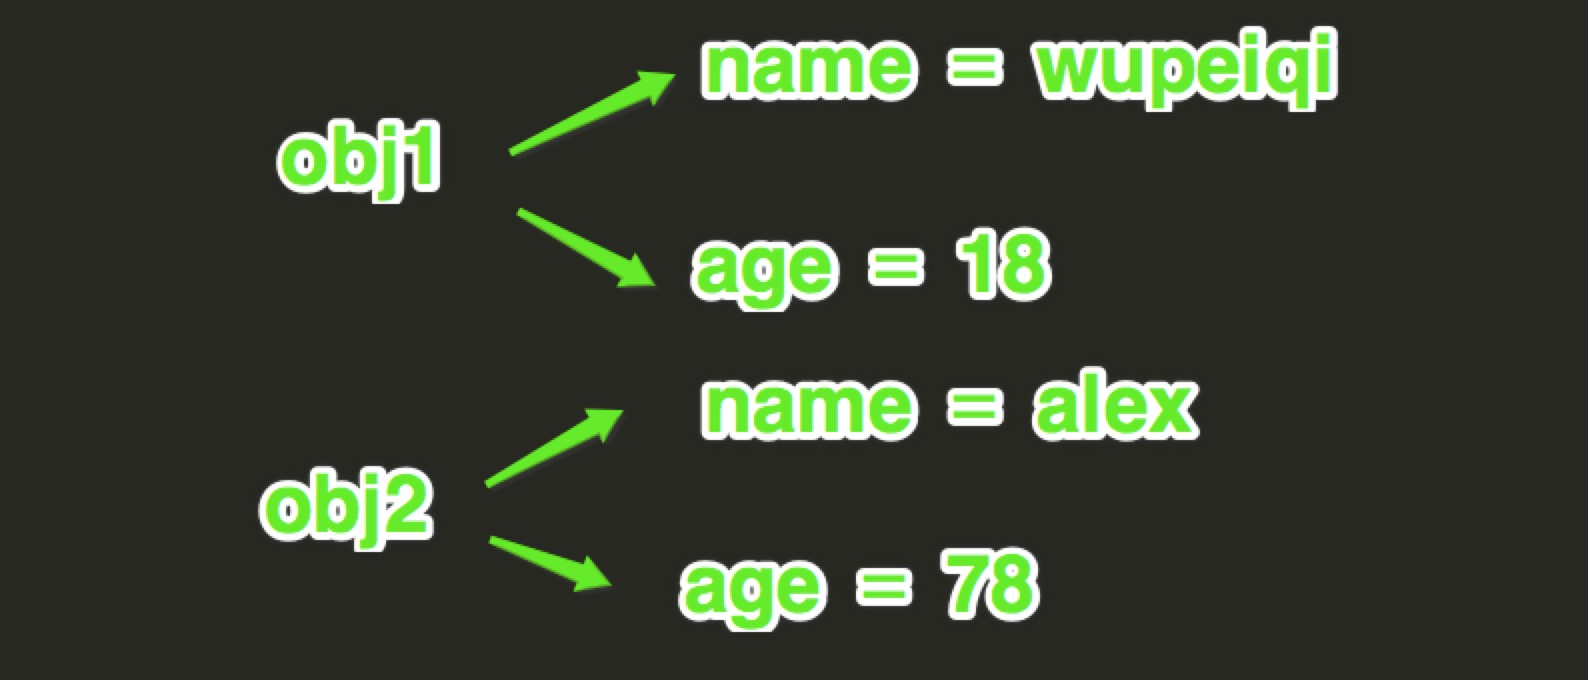 name = wupeiqi
obj1
age = 18
name = alex
obj2
age = 78